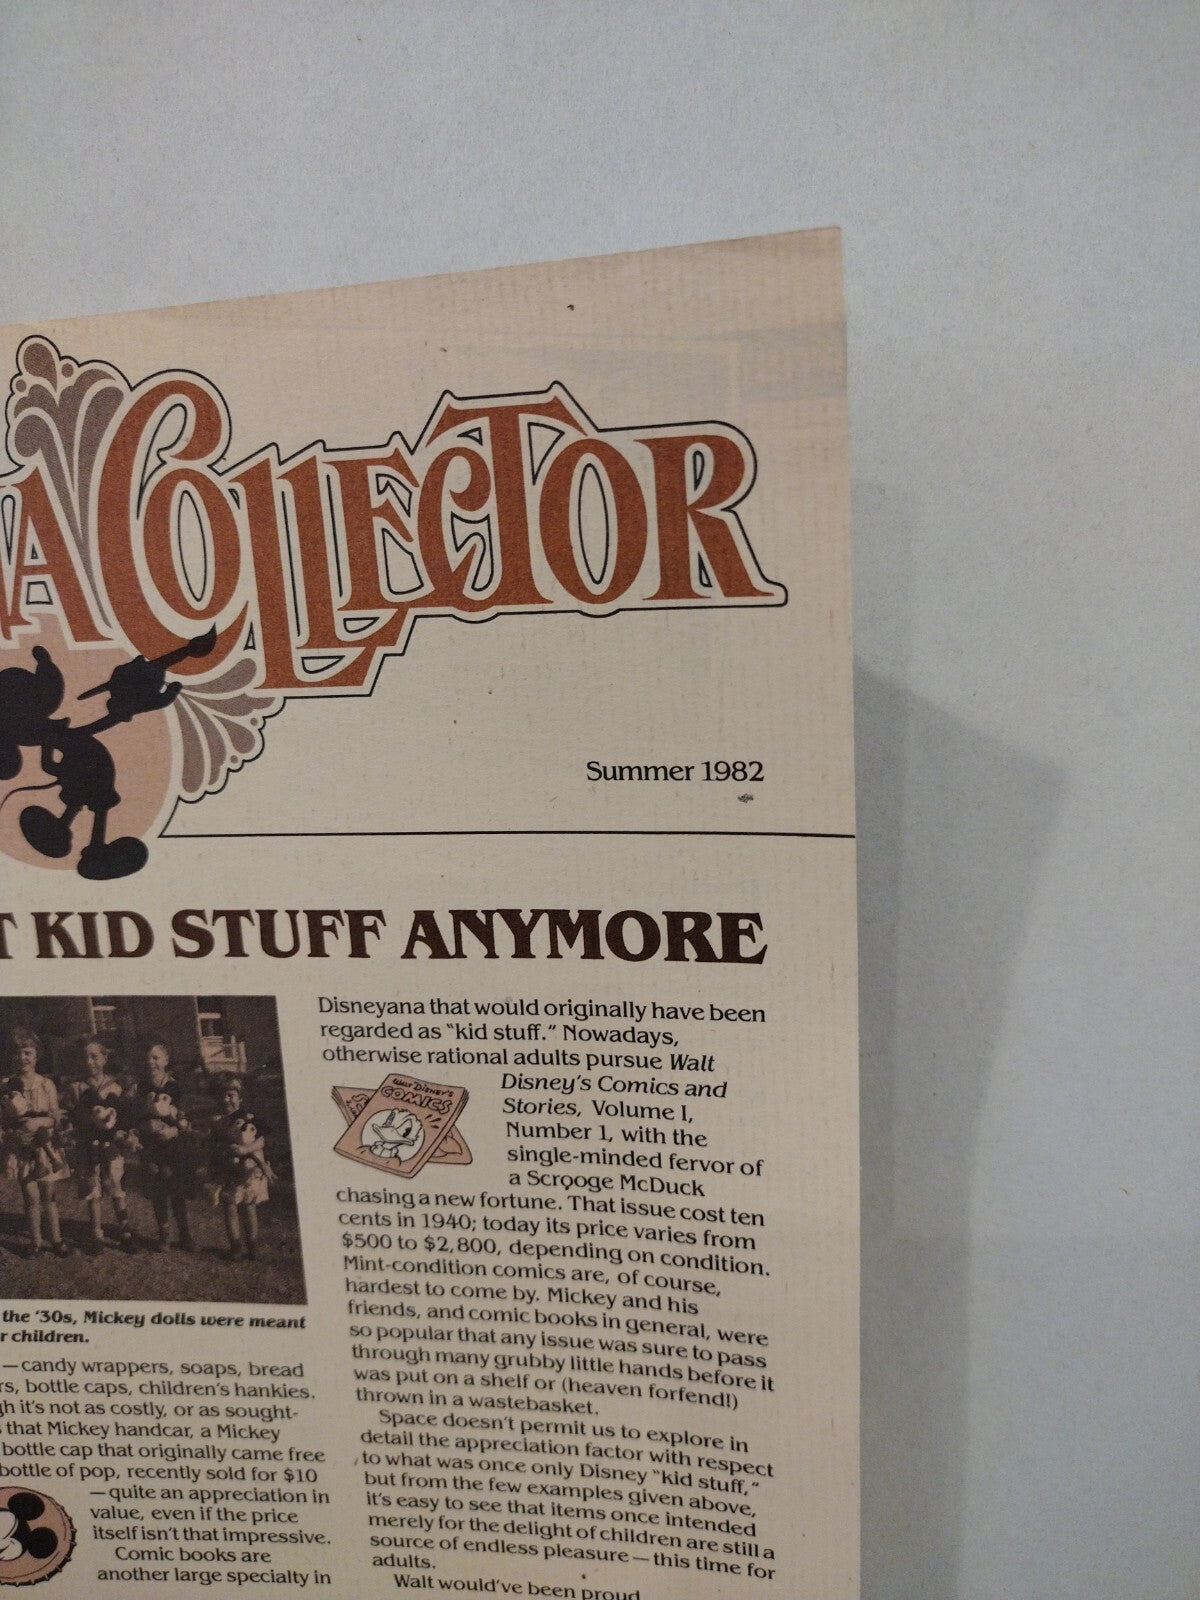 COLLECTOR
Summer 1982
KID STUFF ANYMORE
the '30s, Mickey dolls were meant
children.
—candy wrappers, soaps, bread
bottle caps, children's hankies.
it's not as costly, or as sought-
that Mickey handcar, a Mickey
bottle cap that originally came free
bottle of pop, recently sold for $10
—quite an appreciation in
value, even if the price
itself isn't that impressive.
Comic books are
another large specialty in
Disneyana that would originally have been
regarded as "kid stuff." Nowadays,
otherwise rational adults pursue Walt
Disney's Comics and
Stories, Volume I,
Number 1, with the
single-minded fervor of
a Scrooge McDuck
chasing a new fortune. That issue cost ten
cents in 1940; today its price varies from
$500 to $2,800, depending on condition.
Mint-condition comics are, of course,
hardest to come by. Mickey and his
friends, and comic books in general, were
so popular that any issue was sure to pass
through many grubby little hands before it
was put on a shelf or (heaven forfend!)
thrown in a wastebasket.
Space doesn't permit us to explore in
detail the appreciation factor with respect
to what was once only Disney "kid stuff,"
but from the few examples given above,
it's easy to see that items once intended
merely for the delight of children are still a
source of endless pleasure—this time for
adults.
Walt would've been proud
WALT DISNEY'S
COMICS